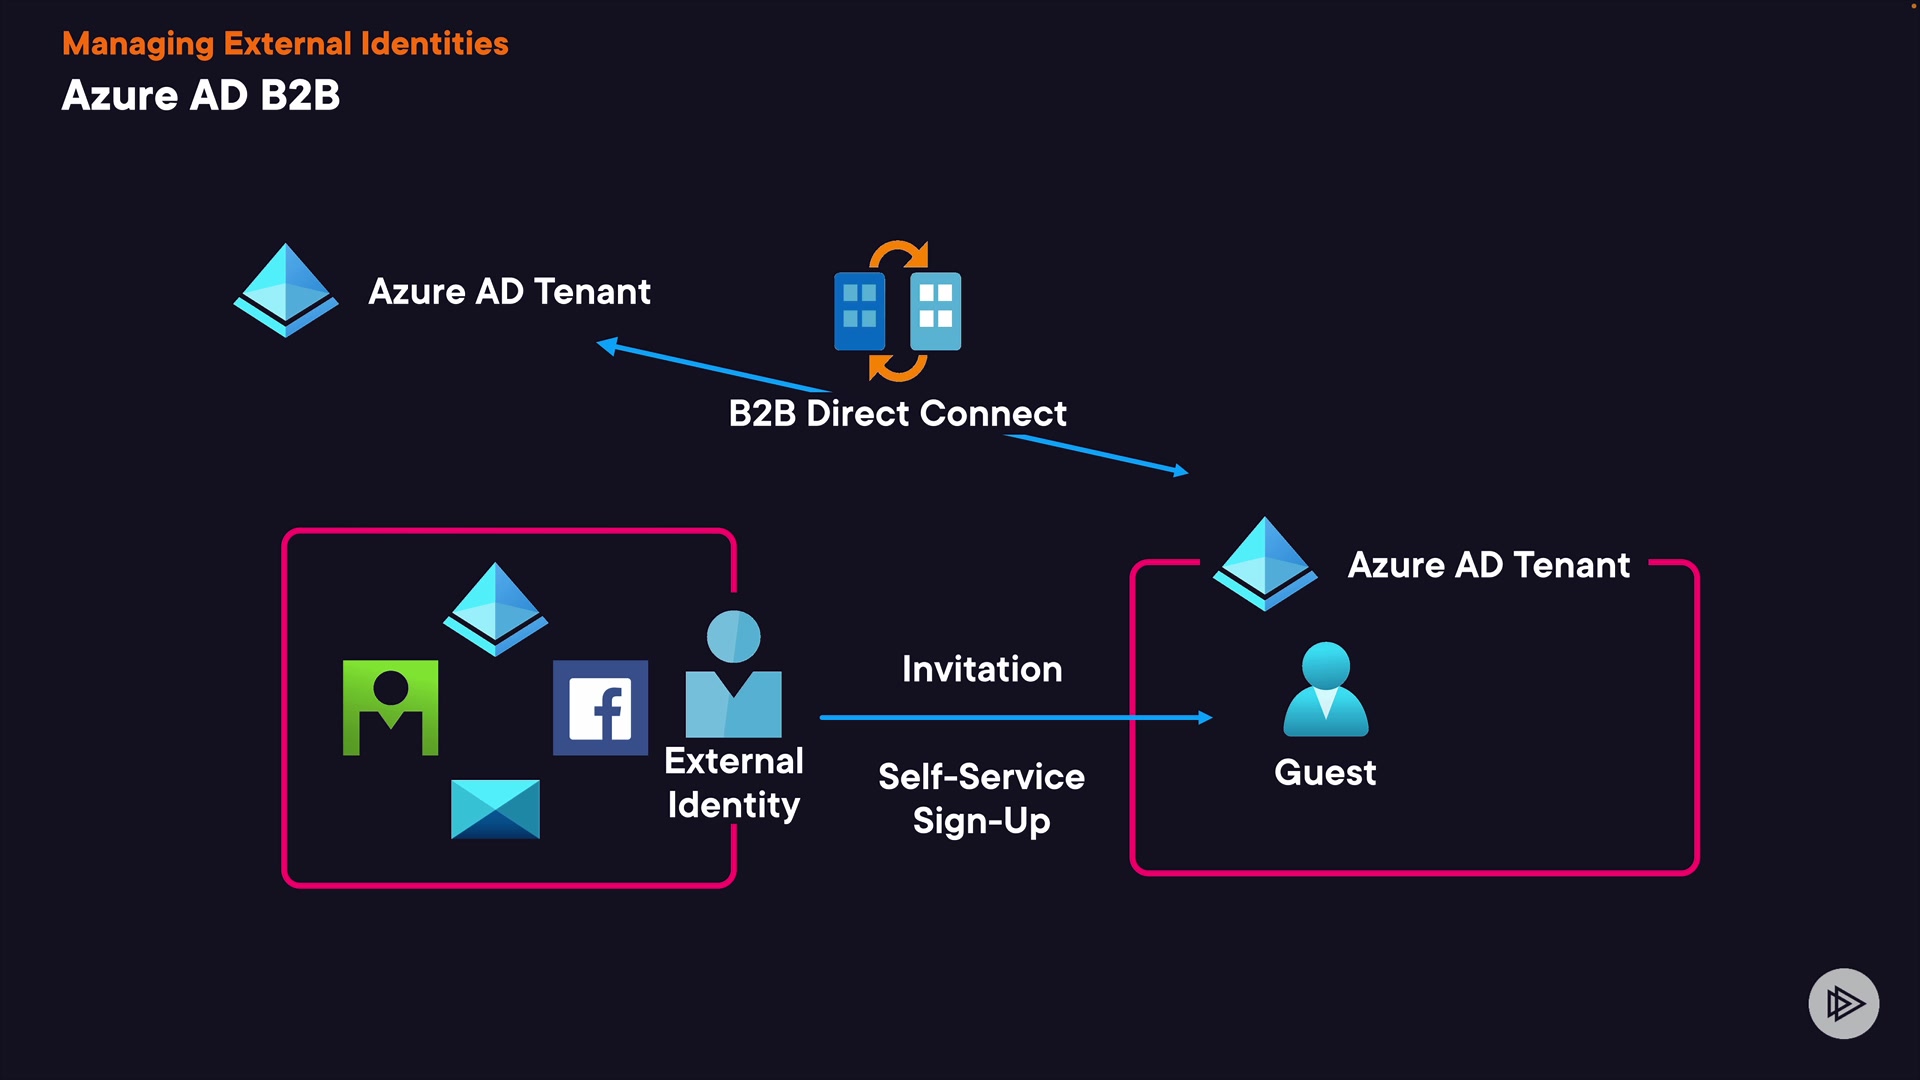 Managing External Identities
Azure AD B2B
Azure AD Tenant
B2B Direct Connect
Azure AD Tenant
External
Identity
Invitation
Self-Service
Sign-Up
Guest